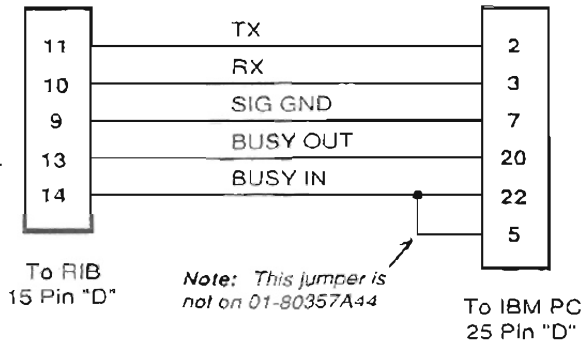 TX
11 2
RX
10 3
SIG GND
9 7
BUSY OUT
13 20
BUSY IN
14 22
5
To RIB
15 Pin "D"
Note: This jumper is
not on 01-80357A44
To IBM PC
25 Pin "D"